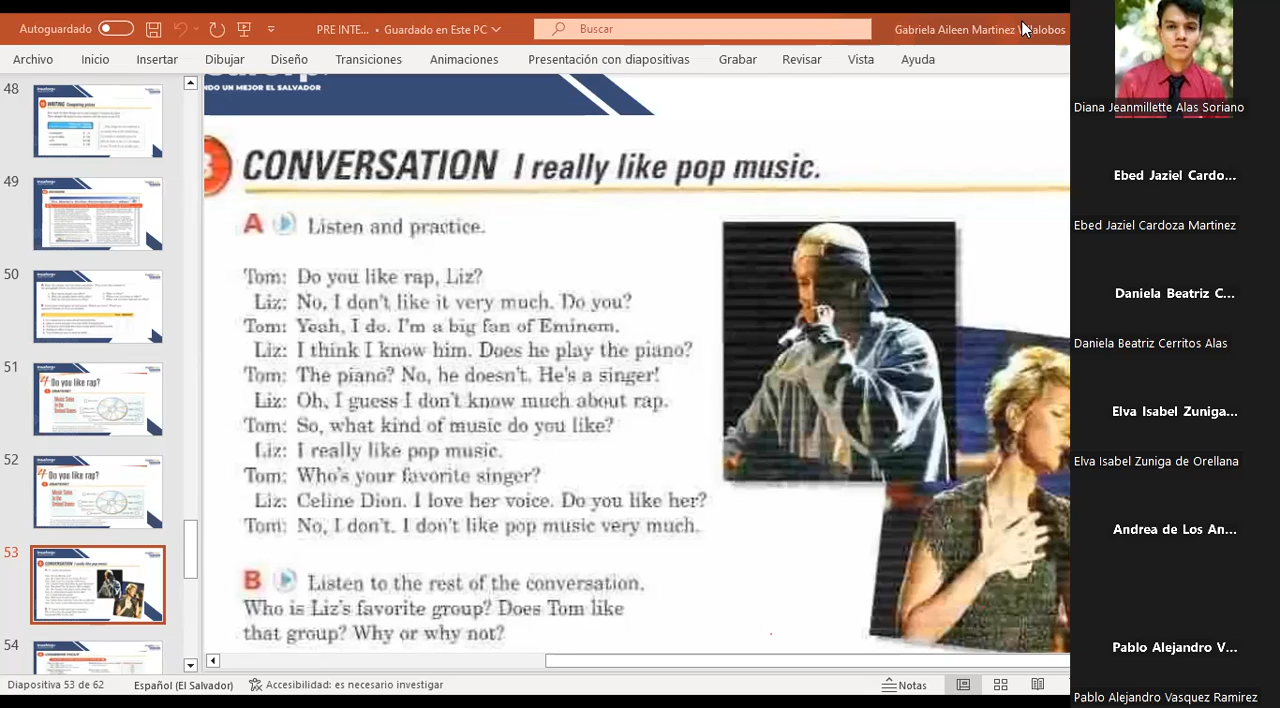 Autoguardado
PRE INTE... • Guardado en Este PC
Buscar
Gabriela Aileen Martinez
Archivo Inicio Insertar Dibujar Diseño Transiciones Animaciones Presentación con diapositivas Grabar Revisar Vista Ayuda
48
49
50
51
Do you like rap?
52
Do you like rap?
53
54
NDO UN MEJOR EL SALVADOR
CONVERSATION I really like pop music.
A Listen and practice.
Tom: Do you like rap, Liz?
Liz: No, I don't like it very much. Do you?
Tom: Yeah, I do. I'm a big fan of Eminem.
Liz: I think I know him. Does he play the piano?
Tom: The piano? No, he doesn't. He's a singer!
Liz: Oh, I guess I don't know much about rap.
Tom: So, what kind of music do you like?
Liz: I really like pop music.
Tom: Who's your favorite singer?
Liz: Celine Dion. I love her voice. Do you like her?
Tom: No, I don't. I don't like pop music very much.
B Listen to the rest of the conversation.
Who is Liz's favorite group? Does Tom like
that group? Why or why not?
Diapositiva 53 de 62 Español (El Salvador) Accesibilidad: es necesario investigar Notas
Diana Jeanmillette Alas Soriano
Ebed Jaziel Cardo...
Ebed Jaziel Cardoza Martinez
Daniela Beatriz C...
Daniela Beatriz Cerritos Alas
Elva Isabel Zuniga...
Elva Isabel Zuniga de Orellana
Andrea de Los An...
Pablo Alejandro V...
Pablo Alejandro Vasquez Ramirez